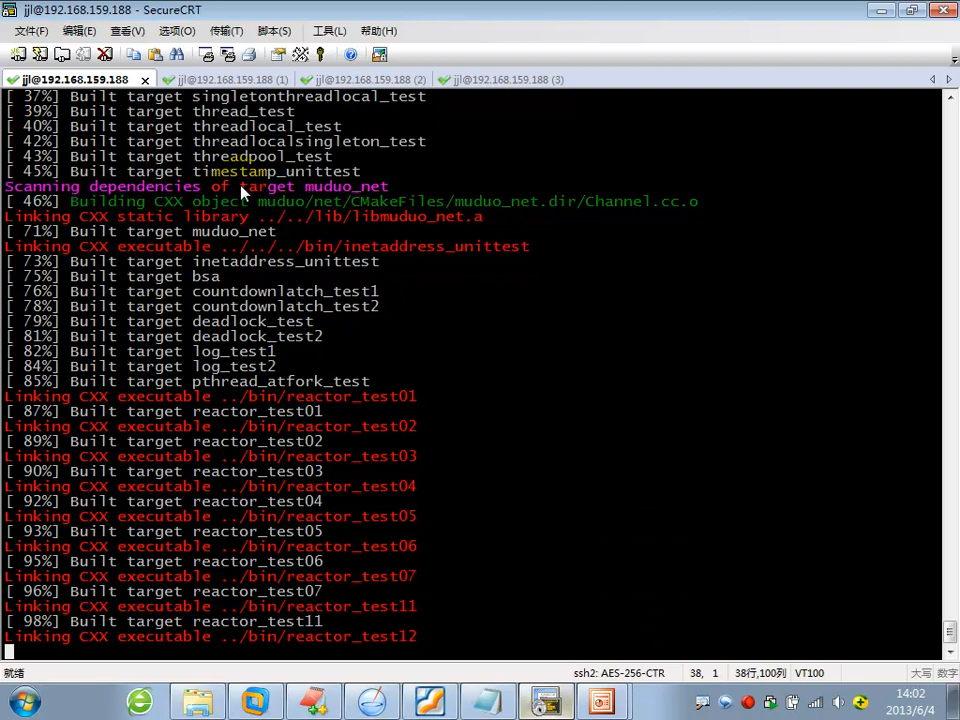 jjl@192.168.159.188 - SecureCRT
文件(F) 编辑(E) 查看(V) 选项(O) 传输(T) 脚本(S) 工具(L) 帮助(H)
jjl@192.168.159.188 jjl@192.168.159.188 (1) jjl@192.168.159.188 (2) jjl@192.168.159.188 (3)
[ 37%] Built target singletonthreadlocal_test
[ 39%] Built target thread_test
[ 40%] Built target threadlocal_test
[ 42%] Built target threadlocalsingleton_test
[ 43%] Built target threadpool_test
[ 45%] Built target timestamp_unittest
Scanning dependencies of target muduo_net
[ 46%] Building CXX object muduo/net/CMakeFiles/muduo_net.dir/Channel.cc.o
Linking CXX static library ../../lib/libmuduo_net.a
[ 71%] Built target muduo_net
Linking CXX executable ../../../bin/inetaddress_unittest
[ 73%] Built target inetaddress_unittest
[ 75%] Built target bsa
[ 76%] Built target countdownlatch_test1
[ 78%] Built target countdownlatch_test2
[ 79%] Built target deadlock_test
[ 81%] Built target deadlock_test2
[ 82%] Built target log_test1
[ 84%] Built target log_test2
[ 85%] Built target pthread_atfork_test
Linking CXX executable ../bin/reactor_test01
[ 87%] Built target reactor_test01
Linking CXX executable ../bin/reactor_test02
[ 89%] Built target reactor_test02
Linking CXX executable ../bin/reactor_test03
[ 90%] Built target reactor_test03
Linking CXX executable ../bin/reactor_test04
[ 92%] Built target reactor_test04
Linking CXX executable ../bin/reactor_test05
[ 93%] Built target reactor_test05
Linking CXX executable ../bin/reactor_test06
[ 95%] Built target reactor_test06
Linking CXX executable ../bin/reactor_test07
[ 96%] Built target reactor_test07
Linking CXX executable ../bin/reactor_test11
[ 98%] Built target reactor_test11
Linking CXX executable ../bin/reactor_test12
就绪 ssh2: AES-256-CTR 38, 1 38行,100列 VT100 大写 数字
14:02
2013/6/4